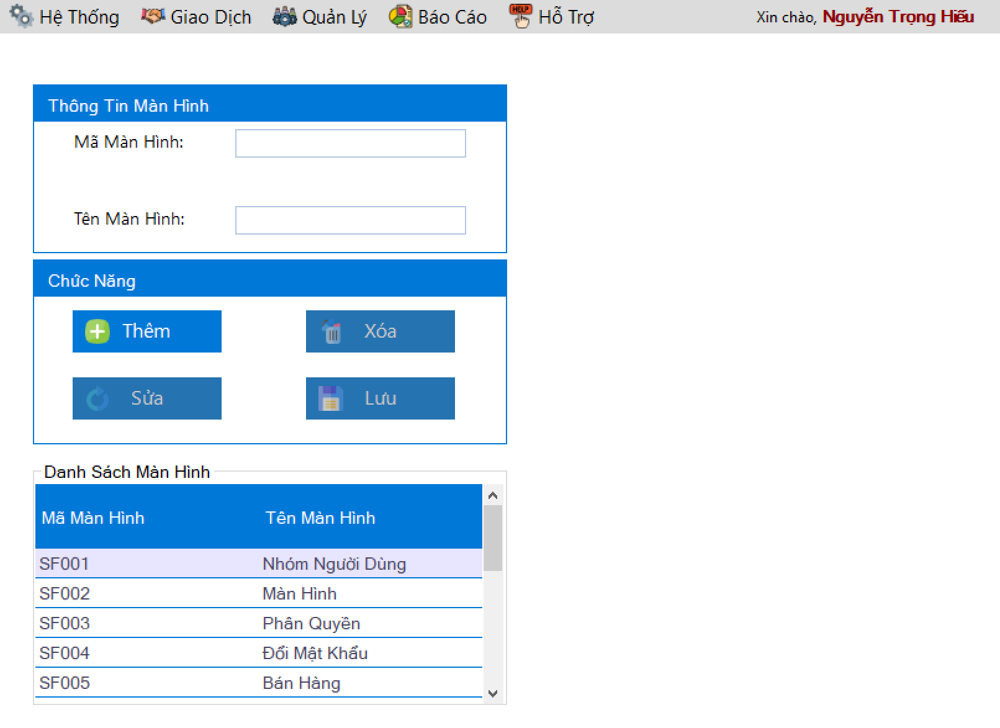 Hệ Thống Giao Dịch Quản Lý Báo Cáo HELP Hỗ Trợ Xin chào, Nguyễn Trọng Hiếu
Thông Tin Màn Hình
Mã Màn Hình:
Tên Màn Hình:
Chức Năng
Thêm Xóa
Sửa Lưu
Danh Sách Màn Hình
Mã Màn Hình Tên Màn Hình
SF001 Nhóm Người Dùng
SF002 Màn Hình
SF003 Phân Quyền
SF004 Đổi Mật Khẩu
SF005 Bán Hàng